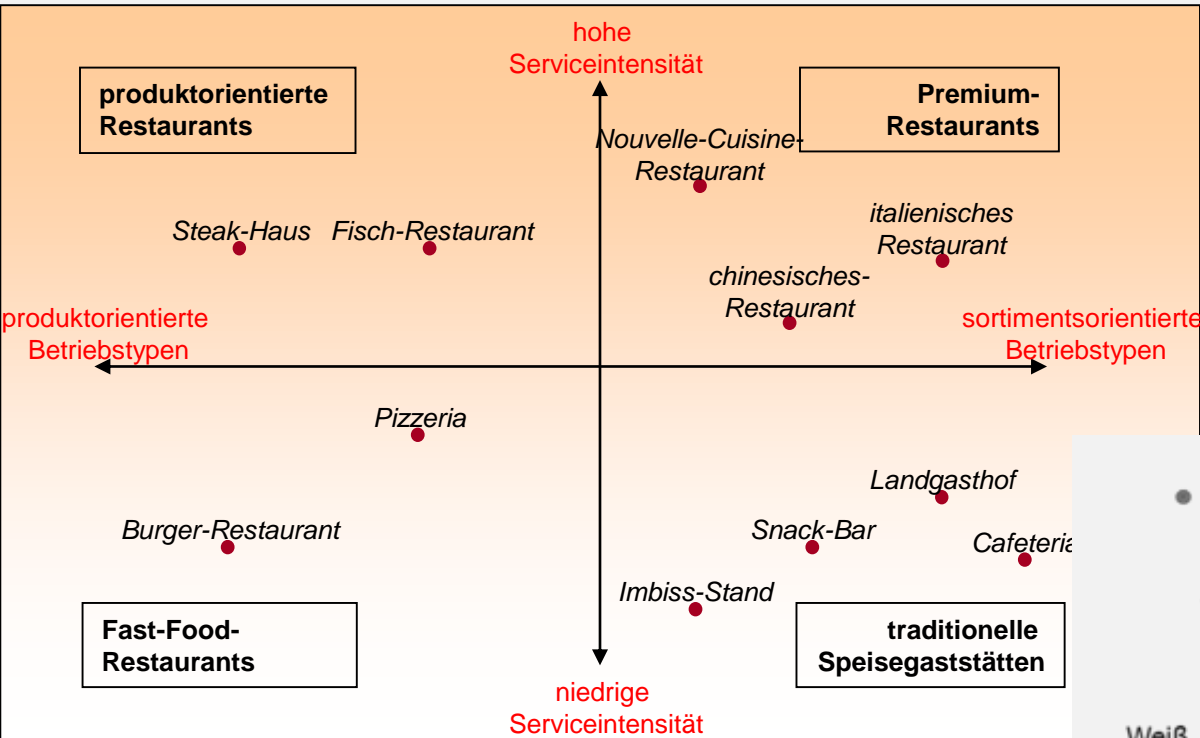 hohe
Serviceintensität
produktorientierte
Restaurants
Premium-
Restaurants
Nouvelle-Cuisine-
Restaurant
Steak-Haus
Fisch-Restaurant
italienisches
Restaurant
chinesisches-
Restaurant
produktorientierte
Betriebstypen
sortimentsorientierte
Betriebstypen
Pizzeria
Landgasthof
Burger-Restaurant
Snack-Bar
Cafeteria
Imbiss-Stand
Fast-Food-
Restaurants
traditionelle
Speisegaststätten
niedrige
Serviceintensität
Weiß